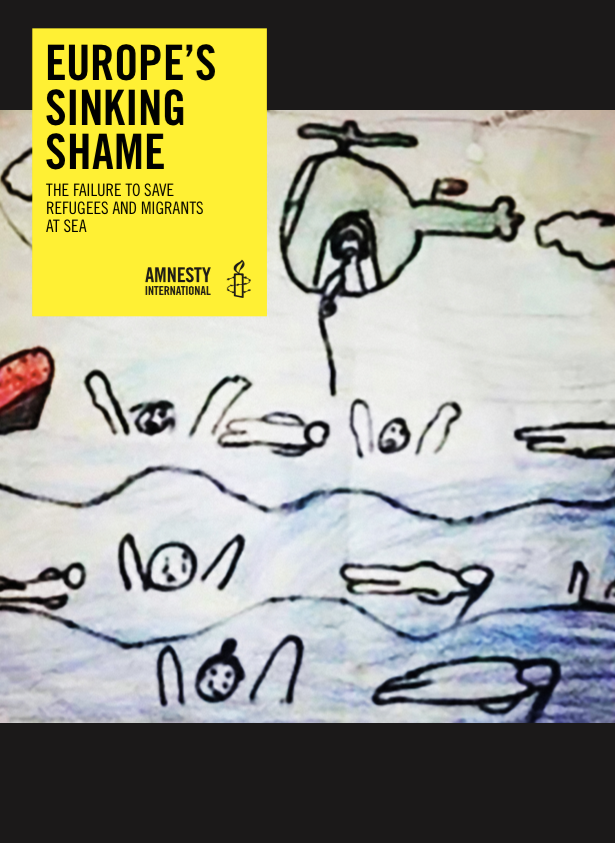 EUROPE’S
SINKING
SHAME
THE FAILURE TO SAVE
REFUGEES AND MIGRANTS
AT SEA
AMNESTY
INTERNATIONAL